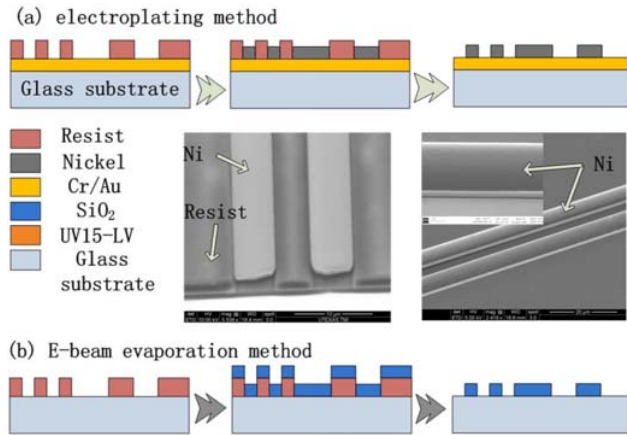 (a) electroplating method
Glass substrate
Resist
Nickel
Cr/Au
SiO₂
UV15-LV
Glass
substrate
Ni
Resist
Ni
(b) E-beam evaporation method